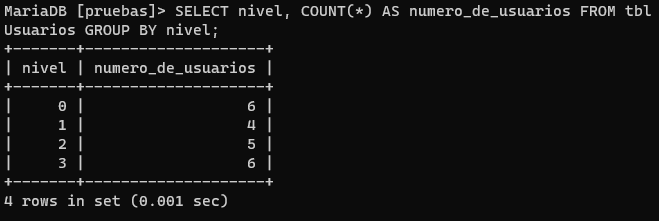 MariaDB [pruebas]> SELECT nivel, COUNT(*) AS numero_de_usuarios FROM tbl
Usuarios GROUP BY nivel;
+-------+--------------------+
| nivel | numero_de_usuarios |
+-------+--------------------+
|     0 |                  6 |
|     1 |                  4 |
|     2 |                  5 |
|     3 |                  6 |
+-------+--------------------+
4 rows in set (0.001 sec)